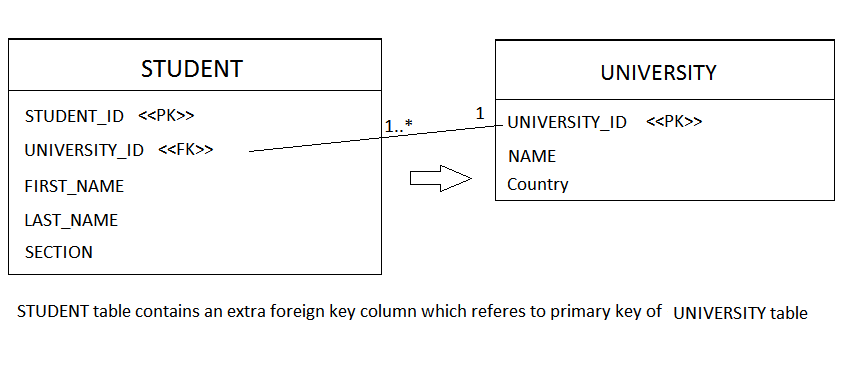 STUDENT
STUDENT_ID <<PK>>
UNIVERSITY_ID <<FK>>
FIRST_NAME
LAST_NAME
SECTION
1..*
1
UNIVERSITY
UNIVERSITY_ID <<PK>>
NAME
Country
STUDENT table contains an extra foreign key column which referes to primary key of UNIVERSITY table